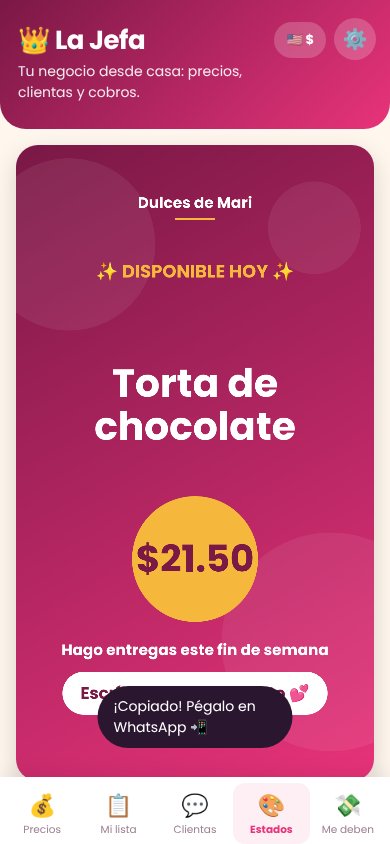 👑 La Jefa
🇺🇸 $
⚙️
Tu negocio desde casa: precios,
clientas y cobros.
Dulces de Mari
✨ DISPONIBLE HOY ✨
Torta de
chocolate
$21.50
Hago entregas este fin de semana
💕
¡Copiado! Pégalo en
WhatsApp 📲
💰 📋 💬 🎨 💸
Precios Mi lista Clientas Estados Me deben